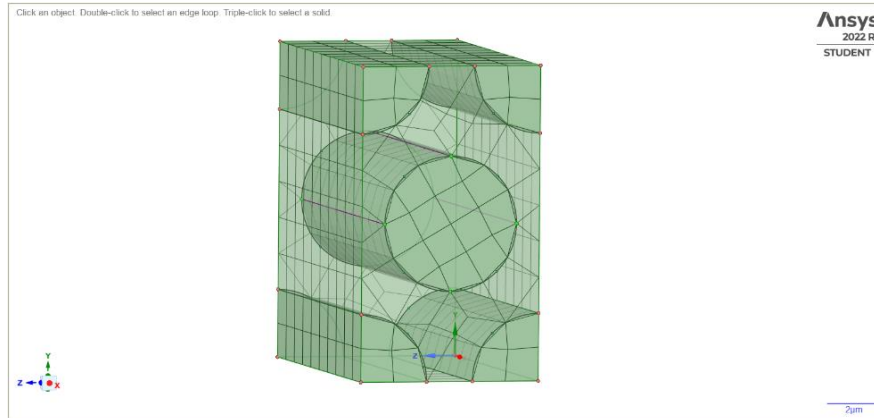 Click an object. Double-click to select an edge loop. Triple-click to select a solid.
Ansys
2022 R
STUDENT
Y
Z
Y
Z
X
2µm